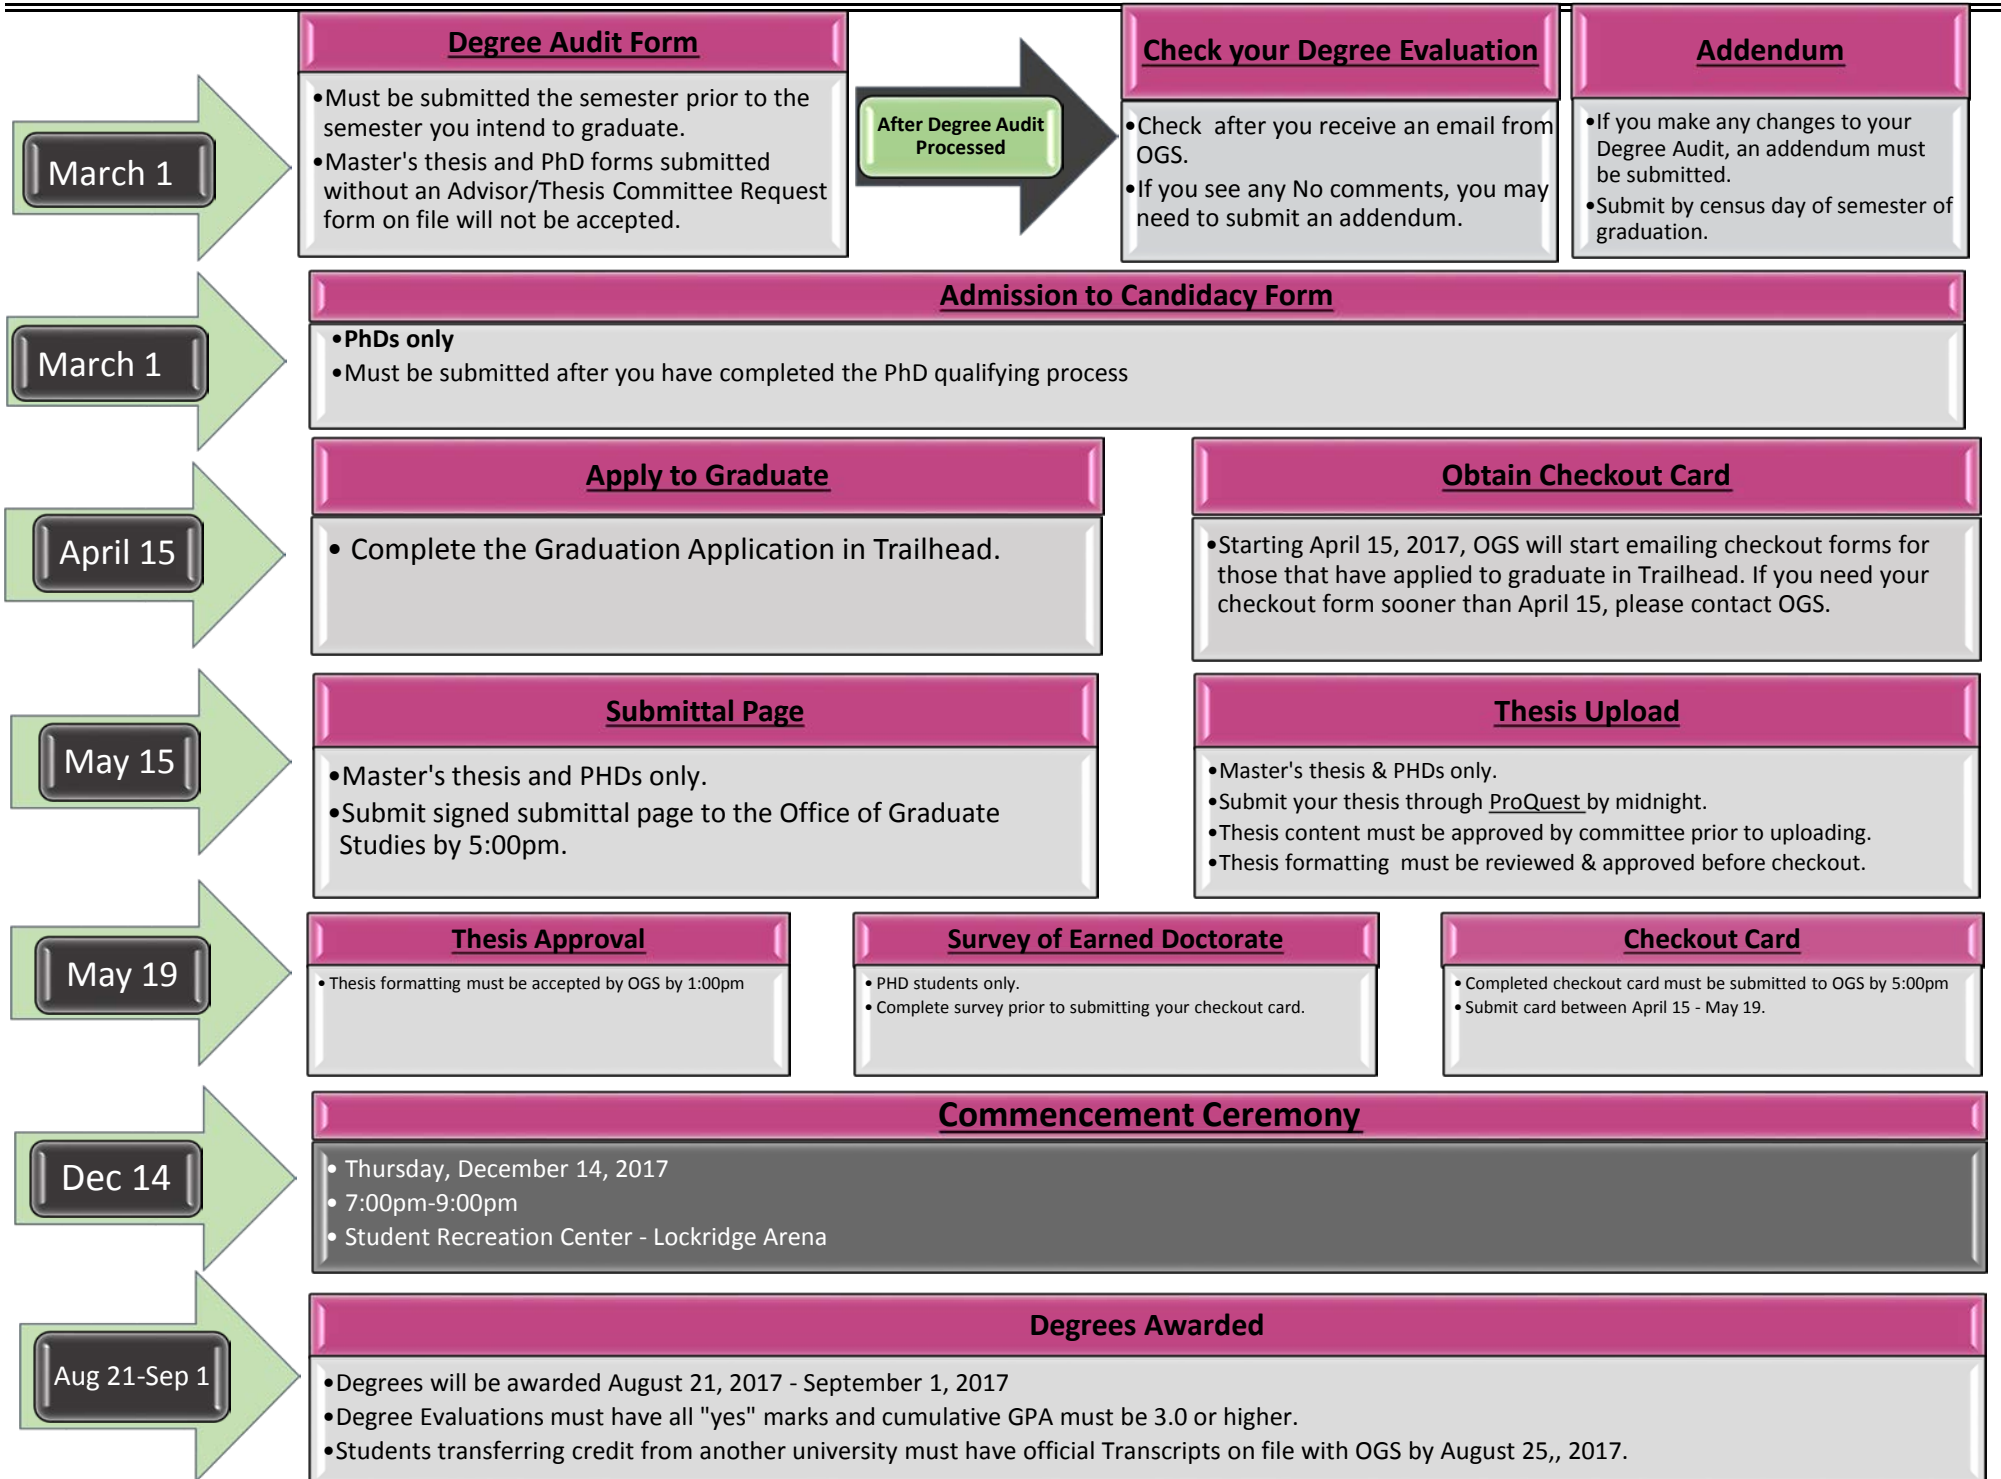 March 1
Degree Audit Form
•Must be submitted the semester prior to the
semester you intend to graduate.
•Master's thesis and PhD forms submitted
without an Advisor/Thesis Committee Request
form on file will not be accepted.
After Degree Audit
Processed
Check your Degree Evaluation
•Check  after you receive an email from
OGS.
•If you see any No comments, you may
need to submit an addendum.
Addendum
•If you make any changes to your
Degree Audit, an addendum must
be submitted.
•Submit by census day of semester of
graduation.
March 1
Admission to Candidacy Form
•PhDs only
•Must be submitted after you have completed the PhD qualifying process
April 15
Apply to Graduate
• Complete the Graduation Application in Trailhead.
Obtain Checkout Card
•Starting April 15, 2017, OGS will start emailing checkout forms for
those that have applied to graduate in Trailhead. If you need your
checkout form sooner than April 15, please contact OGS.
May 15
Submittal Page
•Master's thesis and PHDs only.
•Submit signed submittal page to the Office of Graduate
Studies by 5:00pm.
Thesis Upload
•Master's thesis & PHDs only.
•Submit your thesis through ProQuest by midnight.
•Thesis content must be approved by committee prior to uploading.
•Thesis formatting  must be reviewed & approved before checkout.
May 19
Thesis Approval
• Thesis formatting must be accepted by OGS by 1:00pm
Survey of Earned Doctorate
• PHD students only.
• Complete survey prior to submitting your checkout card.
Checkout Card
• Completed checkout card must be submitted to OGS by 5:00pm
• Submit card between April 15 - May 19.
Dec 14
Commencement Ceremony
• Thursday, December 14, 2017
• 7:00pm-9:00pm
• Student Recreation Center - Lockridge Arena
Aug 21-Sep 1
Degrees Awarded
•Degrees will be awarded August 21, 2017 - September 1, 2017
•Degree Evaluations must have all "yes" marks and cumulative GPA must be 3.0 or higher.
•Students transferring credit from another university must have official Transcripts on file with OGS by August 25,, 2017.